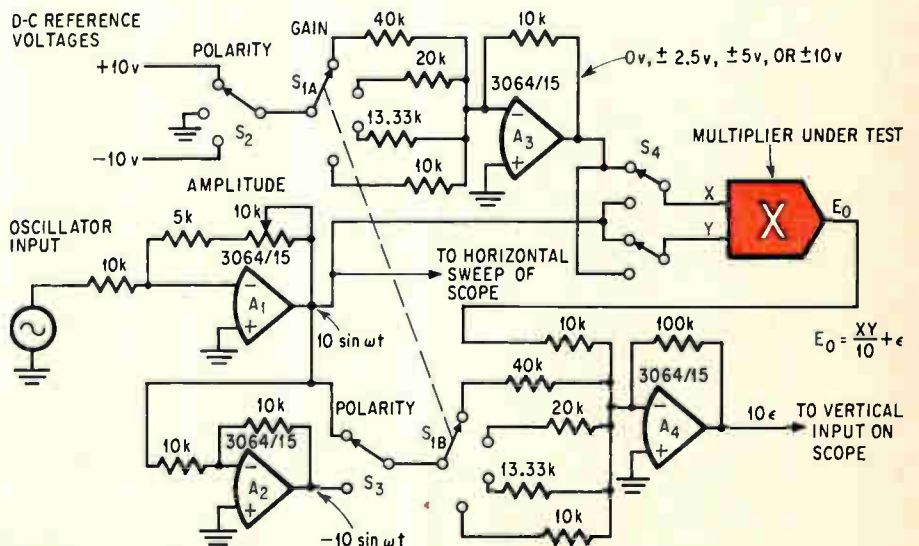 D-C REFERENCE
VOLTAGES
POLARITY
GAIN
+10v
S2
-10v
S1A
40k
20k
13.33k
10k
10k
3064/15
A3
0v, ± 2.5v, ± 5v, OR ±10v
MULTIPLIER UNDER TEST
S4
X
Y
X
E0
AMPLITUDE
OSCILLATOR
INPUT
10k
5k
10k
3064/15
A1
10 sin ωt
TO HORIZONTAL
SWEEP OF
SCOPE
10k
10k
3064/15
A2
-10 sin ωt
POLARITY
S3
S1B
10k
40k
20k
13.33k
10k
100k
3064/15
A4
E0 = XY/10 + ϵ
10ϵ
TO VERTICAL
INPUT ON
SCOPE